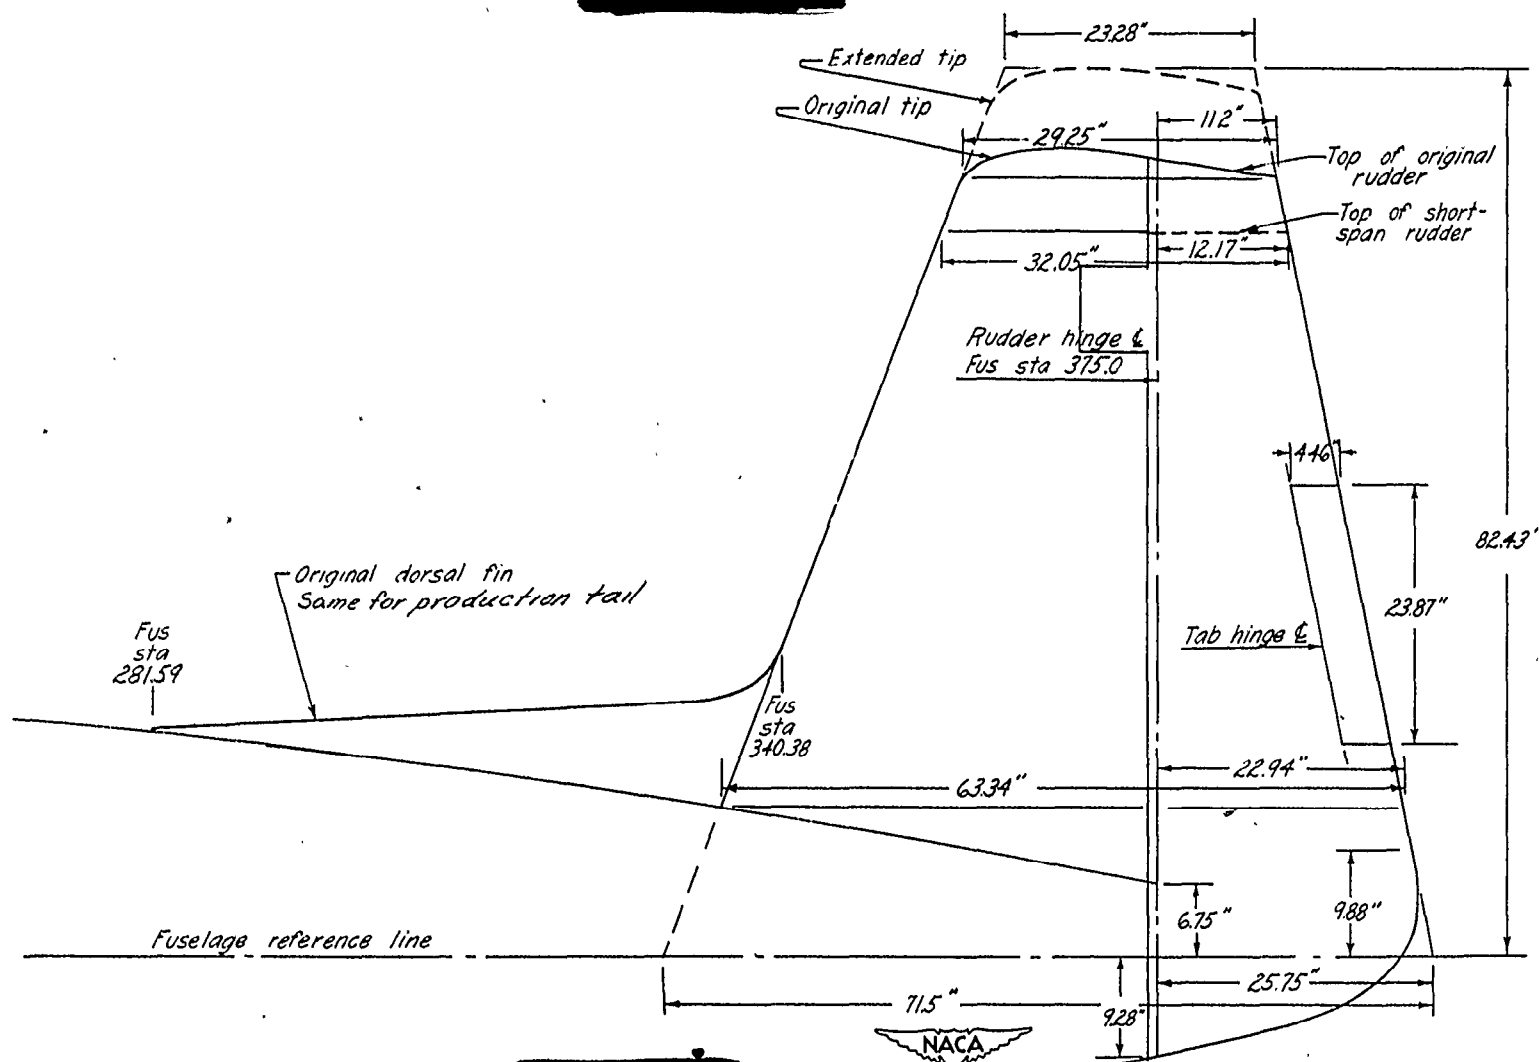 23.28"
Extended tip
Original tip
11.2"
29.25"
Top of original
rudder
Top of short-
span rudder
12.17"
32.05"
Rudder hinge ℄
Fus sta 375.0
4.46"
82.43"
Original dorsal fin
Same for production tail
23.87"
Fus
sta
281.59
Tab hinge ℄
Fus
sta
340.38
22.94"
63.34"
6.75"
9.88"
Fuselage reference line
25.75"
71.5"
9.28"
NACA